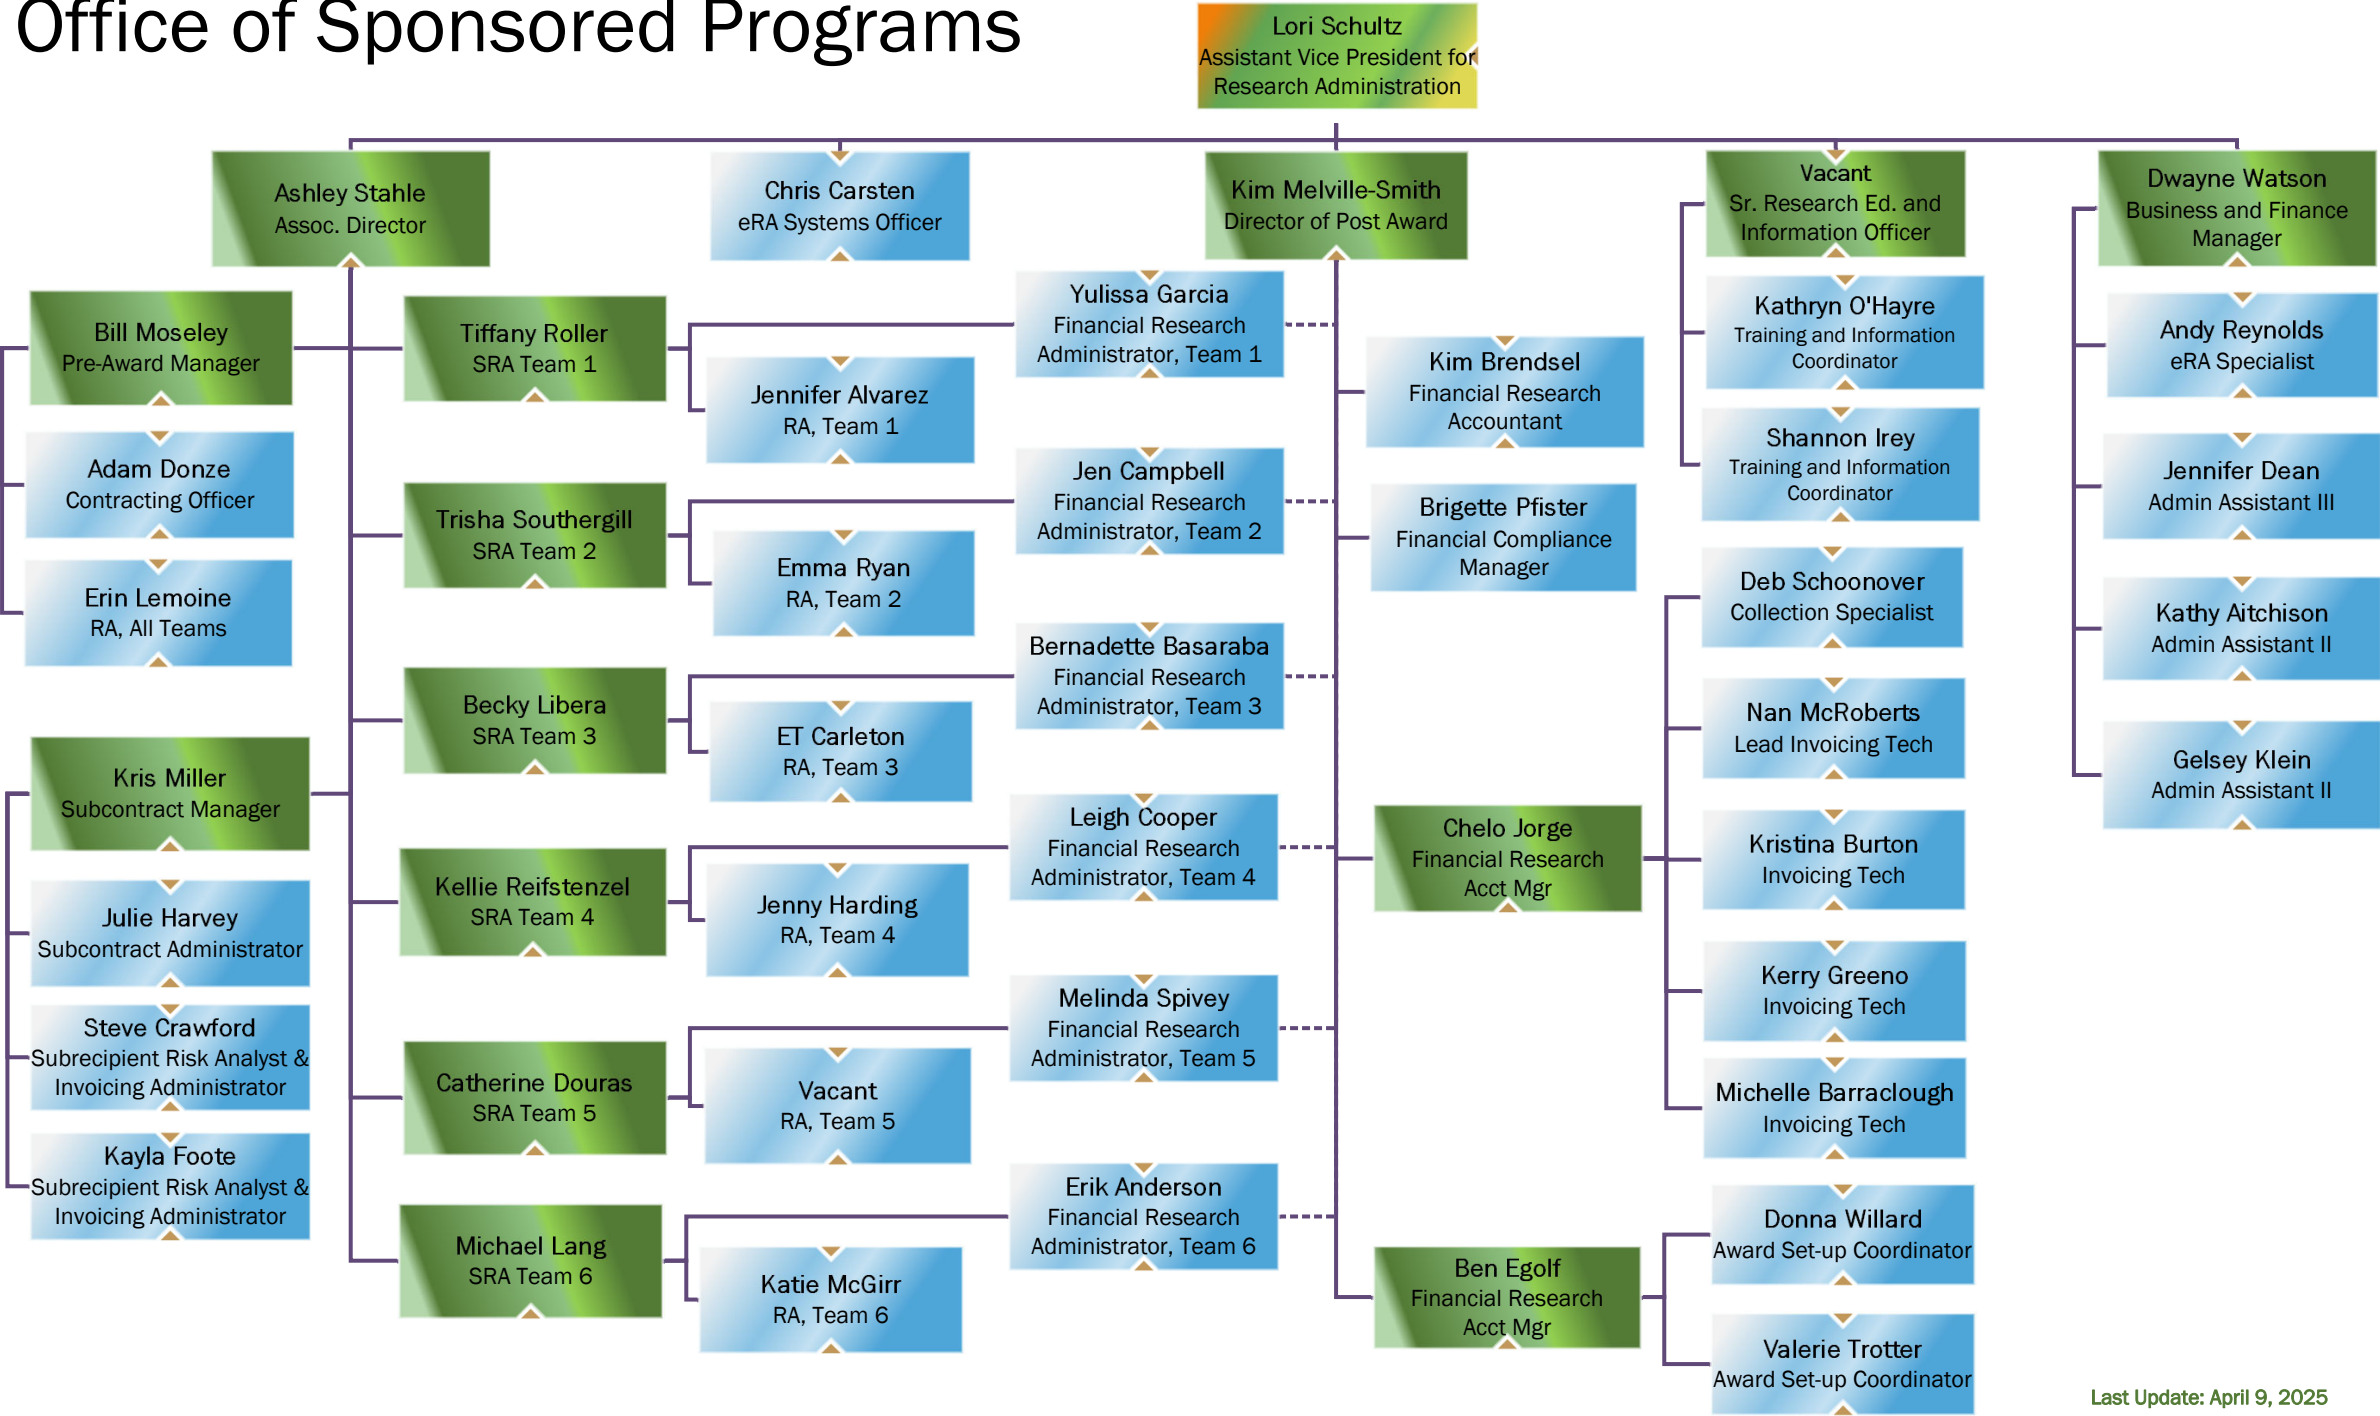 Office of Sponsored Programs
Lori Schultz
Assistant Vice President for
Research Administration
Ashley Stahle
Assoc. Director
Chris Carsten
eRA Systems Officer
Kim Melville-Smith
Director of Post Award
Vacant
Sr. Research Ed. and
Information Officer
Dwayne Watson
Business and Finance
Manager
Bill Moseley
Pre-Award Manager
Adam Donze
Contracting Officer
Erin Lemoine
RA, All Teams
Kris Miller
Subcontract Manager
Julie Harvey
Subcontract Administrator
Steve Crawford
Subrecipient Risk Analyst &
Invoicing Administrator
Kayla Foote
Subrecipient Risk Analyst &
Invoicing Administrator
Tiffany Roller
SRA Team 1
Jennifer Alvarez
RA, Team 1
Yulissa Garcia
Financial Research
Administrator, Team 1
Trisha Southergill
SRA Team 2
Emma Ryan
RA, Team 2
Jen Campbell
Financial Research
Administrator, Team 2
Becky Libera
SRA Team 3
ET Carleton
RA, Team 3
Bernadette Basaraba
Financial Research
Administrator, Team 3
Kellie Reifstenzel
SRA Team 4
Jenny Harding
RA, Team 4
Leigh Cooper
Financial Research
Administrator, Team 4
Catherine Douras
SRA Team 5
Vacant
RA, Team 5
Melinda Spivey
Financial Research
Administrator, Team 5
Michael Lang
SRA Team 6
Katie McGirr
RA, Team 6
Erik Anderson
Financial Research
Administrator, Team 6
Kim Brendsel
Financial Research
Accountant
Brigette Pfister
Financial Compliance
Manager
Chelo Jorge
Financial Research
Acct Mgr
Ben Egolf
Financial Research
Acct Mgr
Kathryn O'Hayre
Training and Information
Coordinator
Shannon Irey
Training and Information
Coordinator
Deb Schoonover
Collection Specialist
Nan McRoberts
Lead Invoicing Tech
Kristina Burton
Invoicing Tech
Kerry Greeno
Invoicing Tech
Michelle Barraclough
Invoicing Tech
Donna Willard
Award Set-up Coordinator
Valerie Trotter
Award Set-up Coordinator
Andy Reynolds
eRA Specialist
Jennifer Dean
Admin Assistant III
Kathy Aitchison
Admin Assistant II
Gelsey Klein
Admin Assistant II
Last Update: April 9, 2025